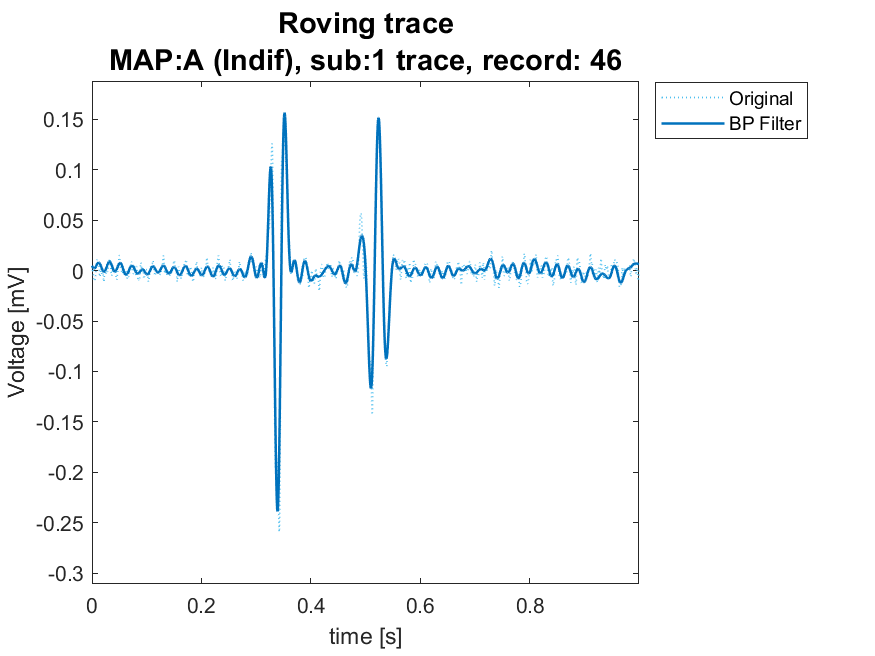 Roving trace
MAP:A (Indif), sub:1 trace, record: 46
Original
BP Filter
0.15
0.1
0.05
0
-0.05
-0.1
-0.15
-0.2
-0.25
-0.3
Voltage [mV]
0 0.2 0.4 0.6 0.8
time [s]